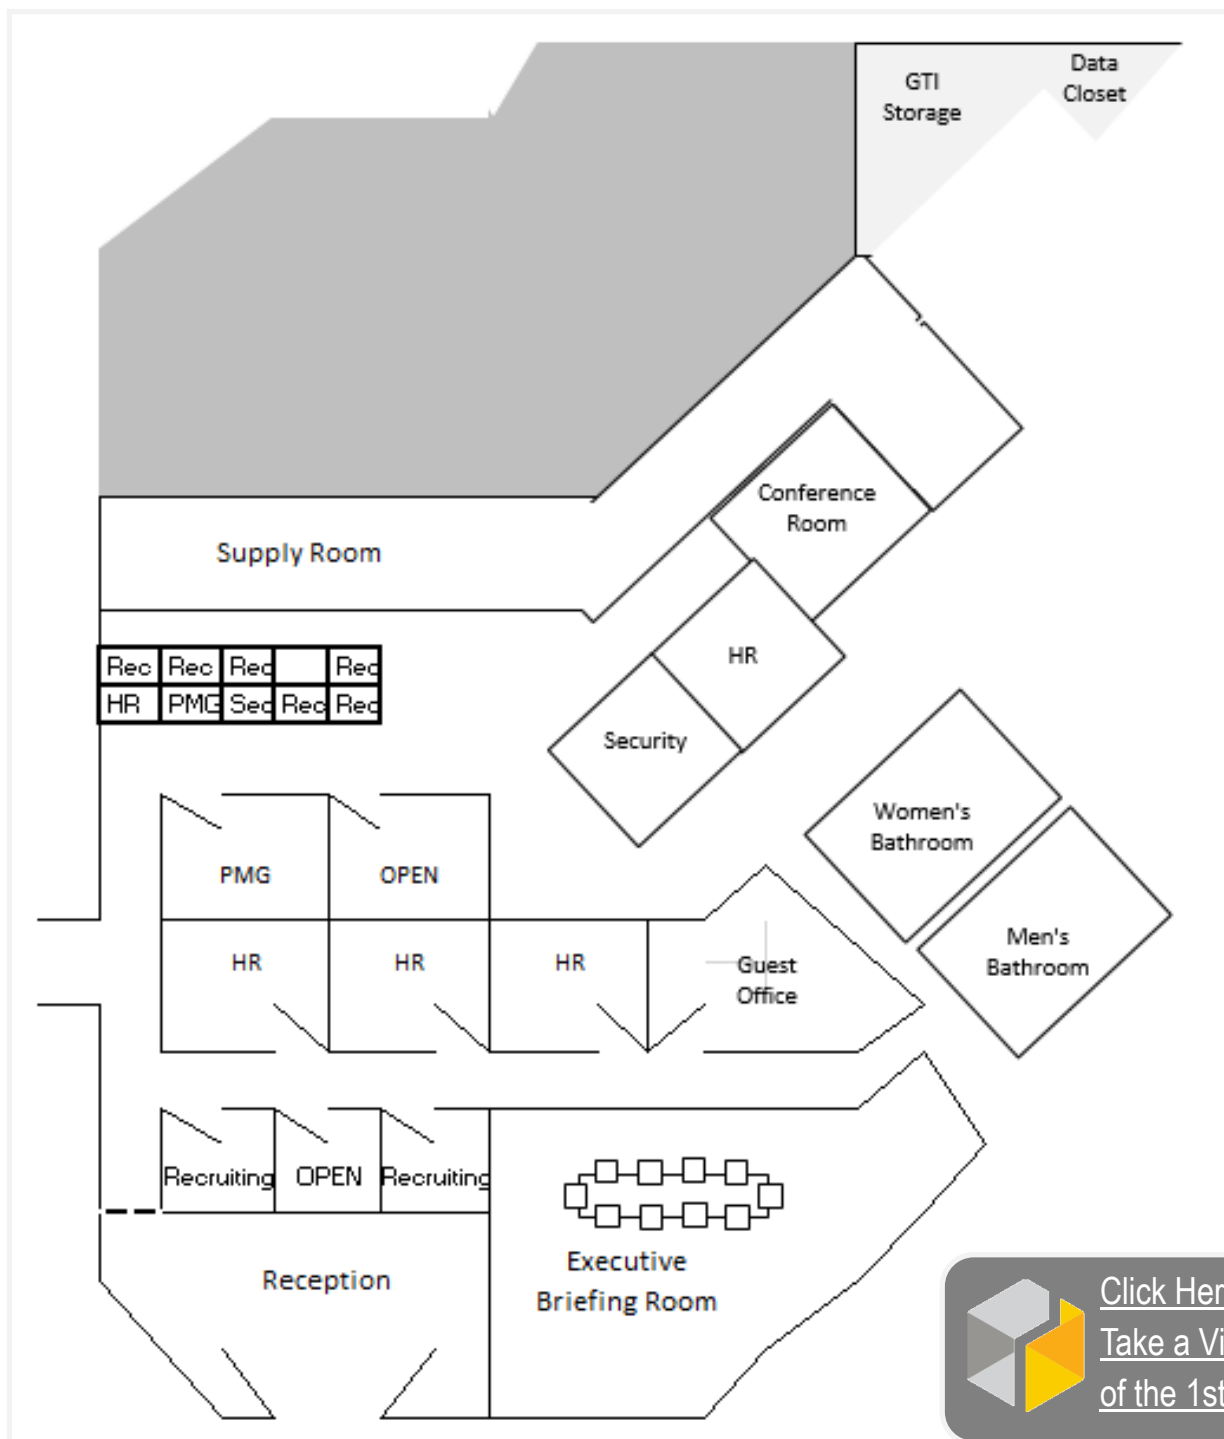 GTI
Storage
Data
Closet
Conference
Room
Supply Room
HR
Rec Rec Rec Rec
HR PMG Sec Rec Rec
Security
Women's
Bathroom
PMG OPEN
Men's
Bathroom
HR HR HR
Guest
Office
Recruiting OPEN Recruiting
Reception
Executive
Briefing Room
Click Her
Take a Vi
of the 1st